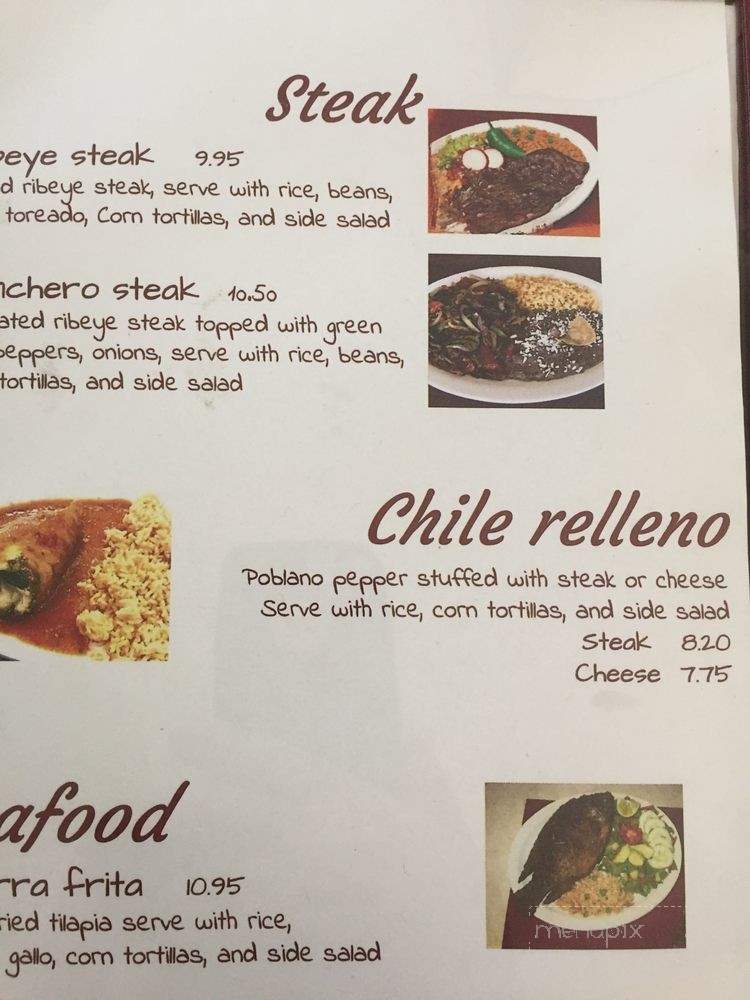 Steak
beye steak 9.95
d ribeye steak, serve with rice, beans,
toreado, Corn tortillas, and side salad
nchero steak 10.50
ated ribeye steak topped with green
peppers, onions, serve with rice, beans,
tortillas, and side salad
Chile relleno
Poblano pepper stuffed with steak or cheese
Serve with rice, corn tortillas, and side salad
Steak 8.20
Cheese 7.75
afood
rra frita 10.95
ried tilapia serve with rice,
gallo, corn tortillas, and side salad
menupix